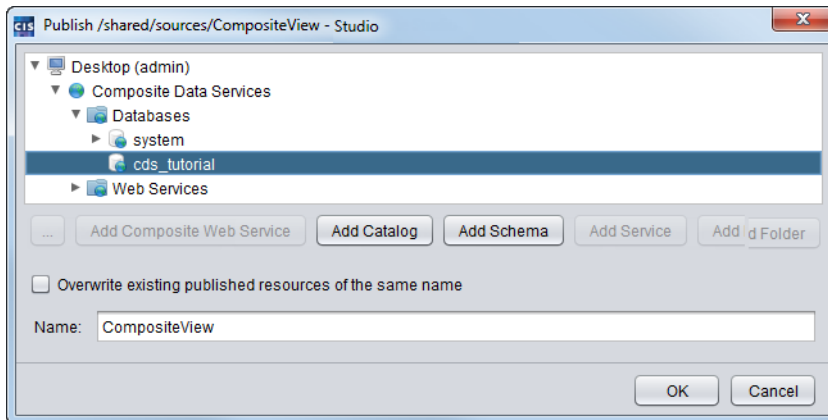 CIS Publish /shared/sources/CompositeView - Studio
Desktop (admin)
Composite Data Services
Databases
system
cds_tutorial
Web Services
... Add Composite Web Service Add Catalog Add Schema Add Service Add d Folder
Overwrite existing published resources of the same name
Name: CompositeView
OK Cancel